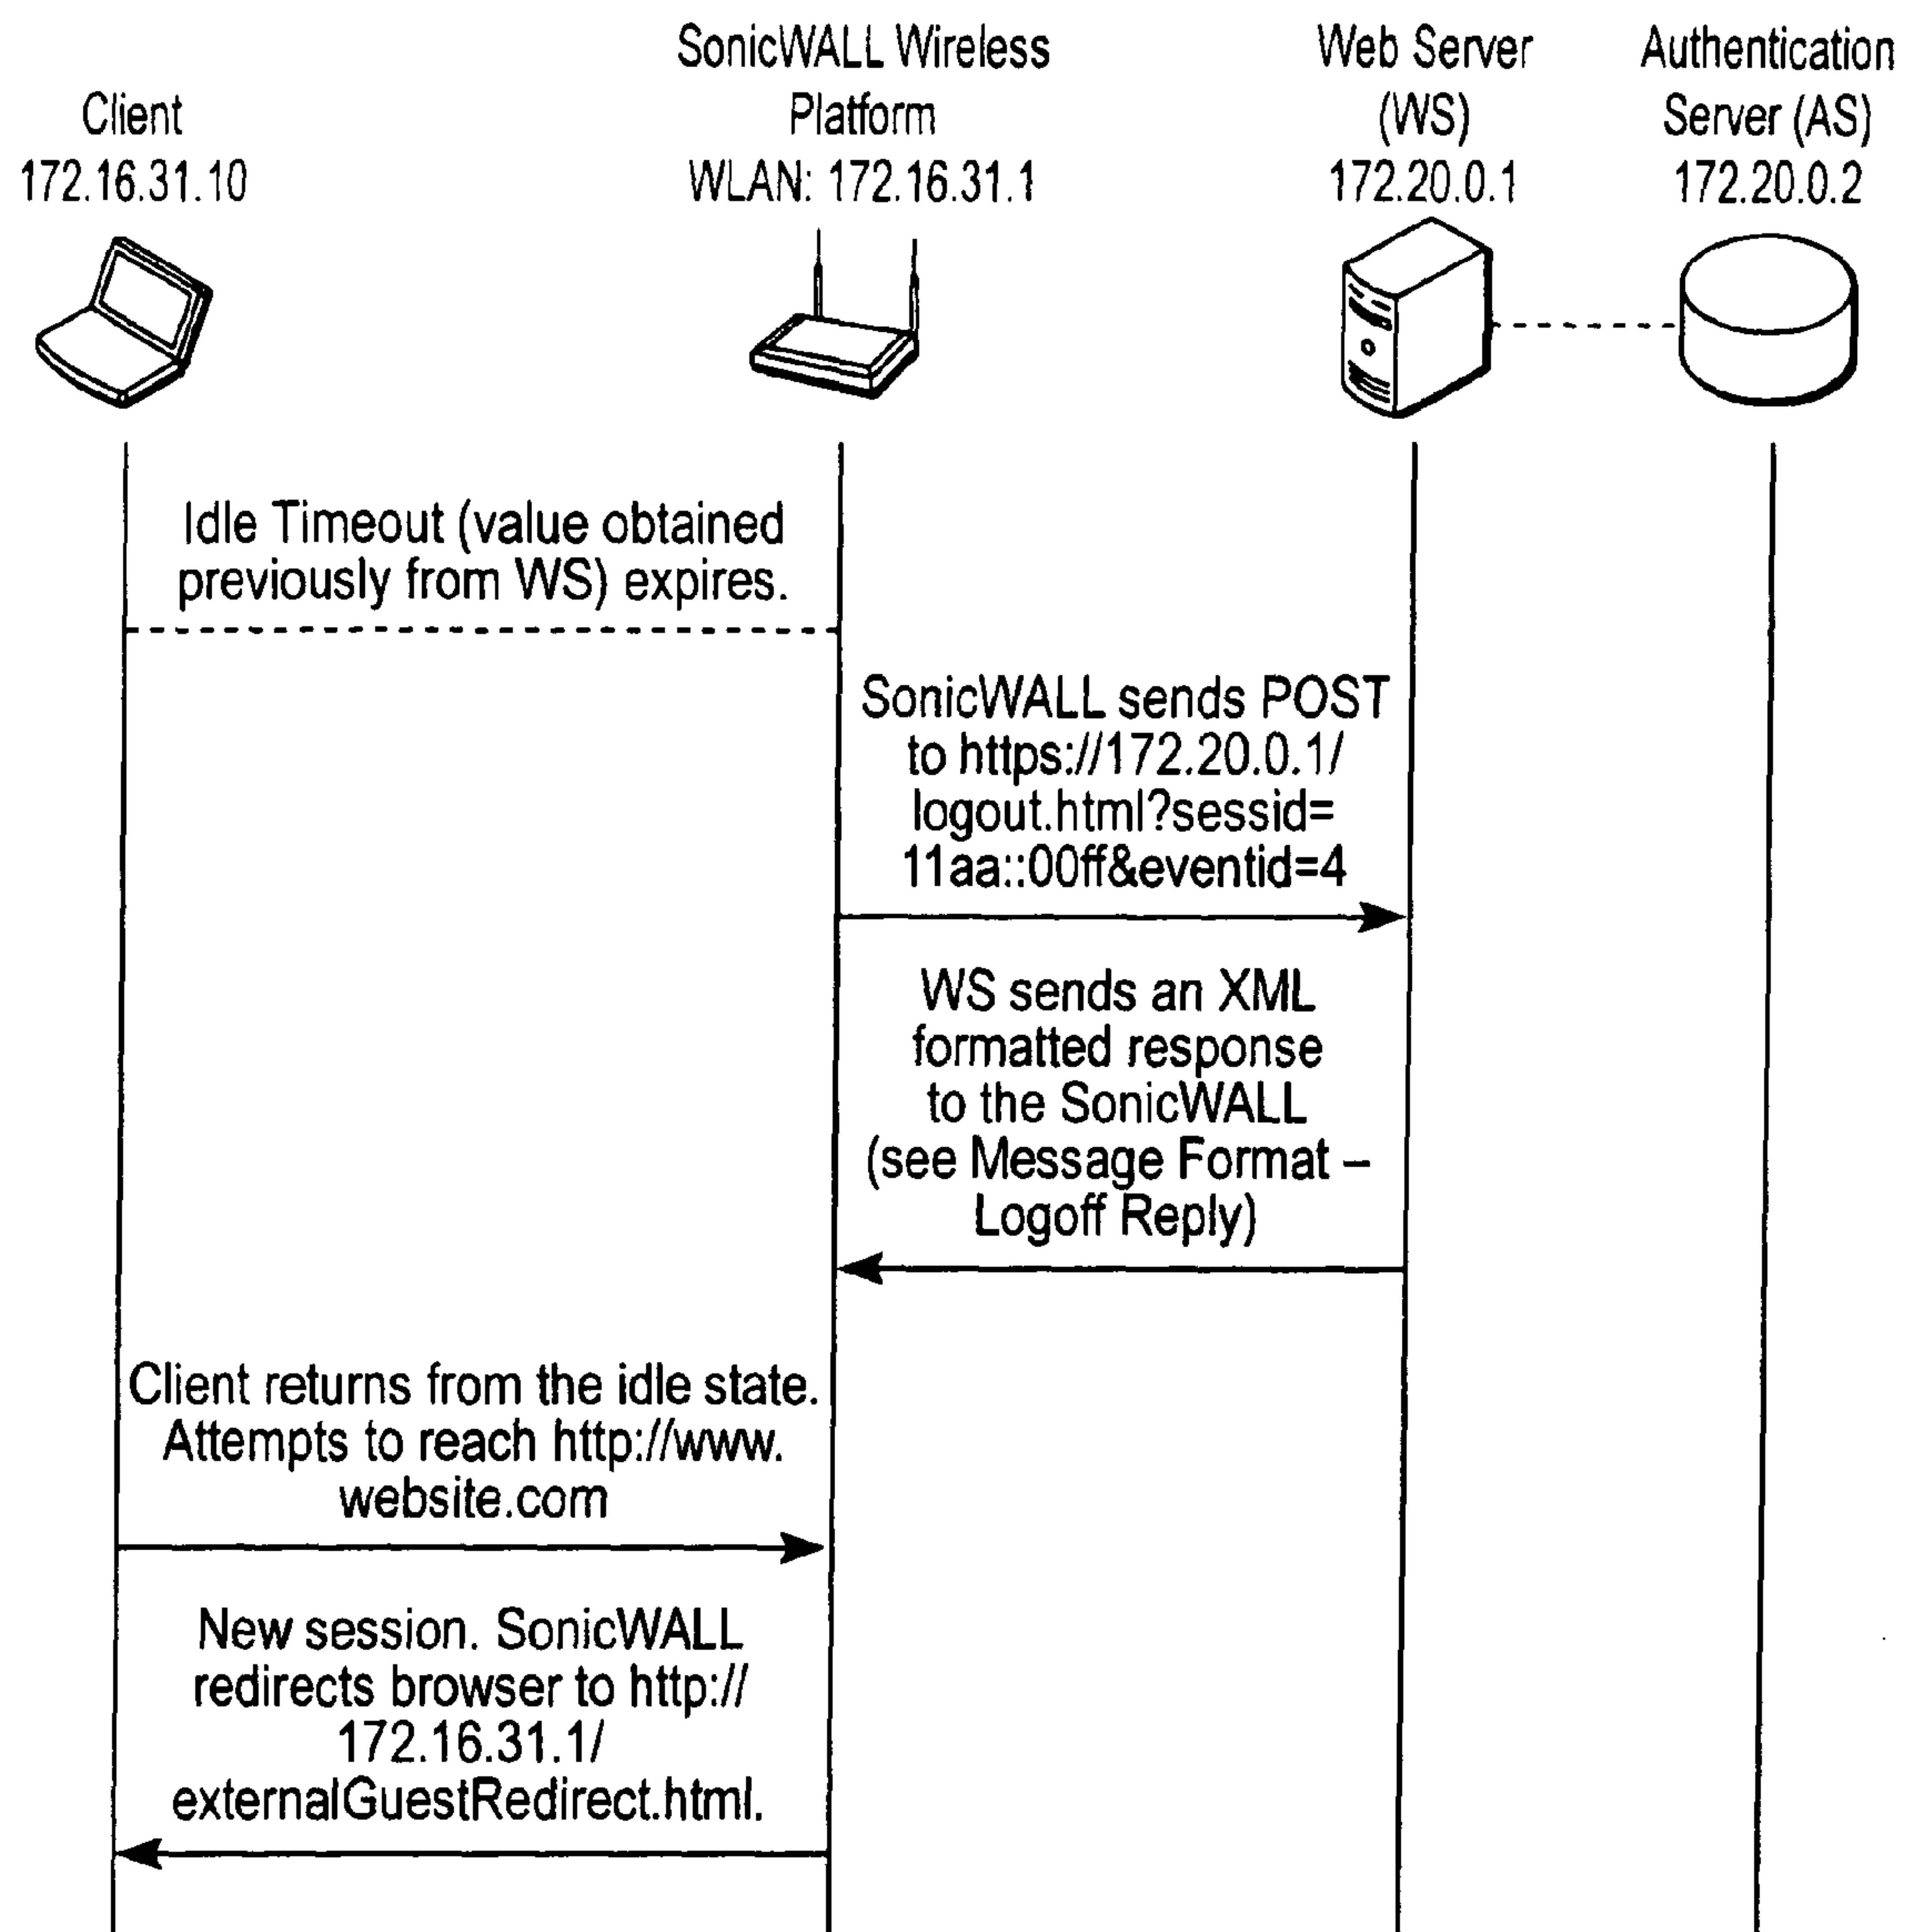 Client
172.16.31.10
SonicWALL Wireless
Platform
WLAN: 172.16.31.1
Web Server
(WS)
172.20.0.1
Authentication
Server (AS)
172.20.0.2
Idle Timeout (value obtained
previously from WS) expires.
SonicWALL sends POST
to https://172.20.0.1/
logout.html?sessid=
11aa::00ff&eventid=4
WS sends an XML
formatted response
to the SonicWALL
(see Message Format –
Logoff Reply)
Client returns from the idle state.
Attempts to reach http://www.
website.com
New session. SonicWALL
redirects browser to http://
172.16.31.1/
externalGuestRedirect.html.